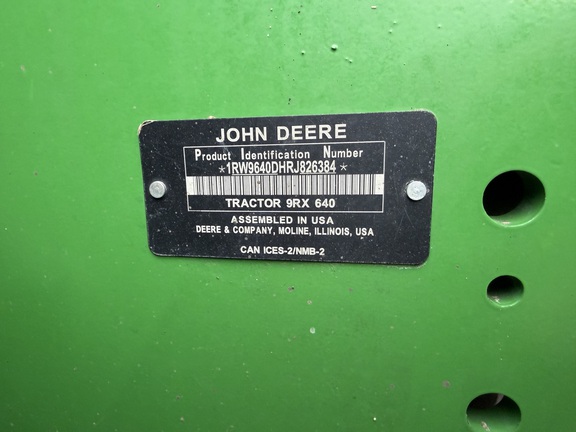 JOHN DEERE
Product Identification Number
*1RW9640DHRJ826384*
TRACTOR 9RX 640
ASSEMBLED IN USA
DEERE & COMPANY, MOLINE, ILLINOIS, USA
CAN ICES-2/NMB-2